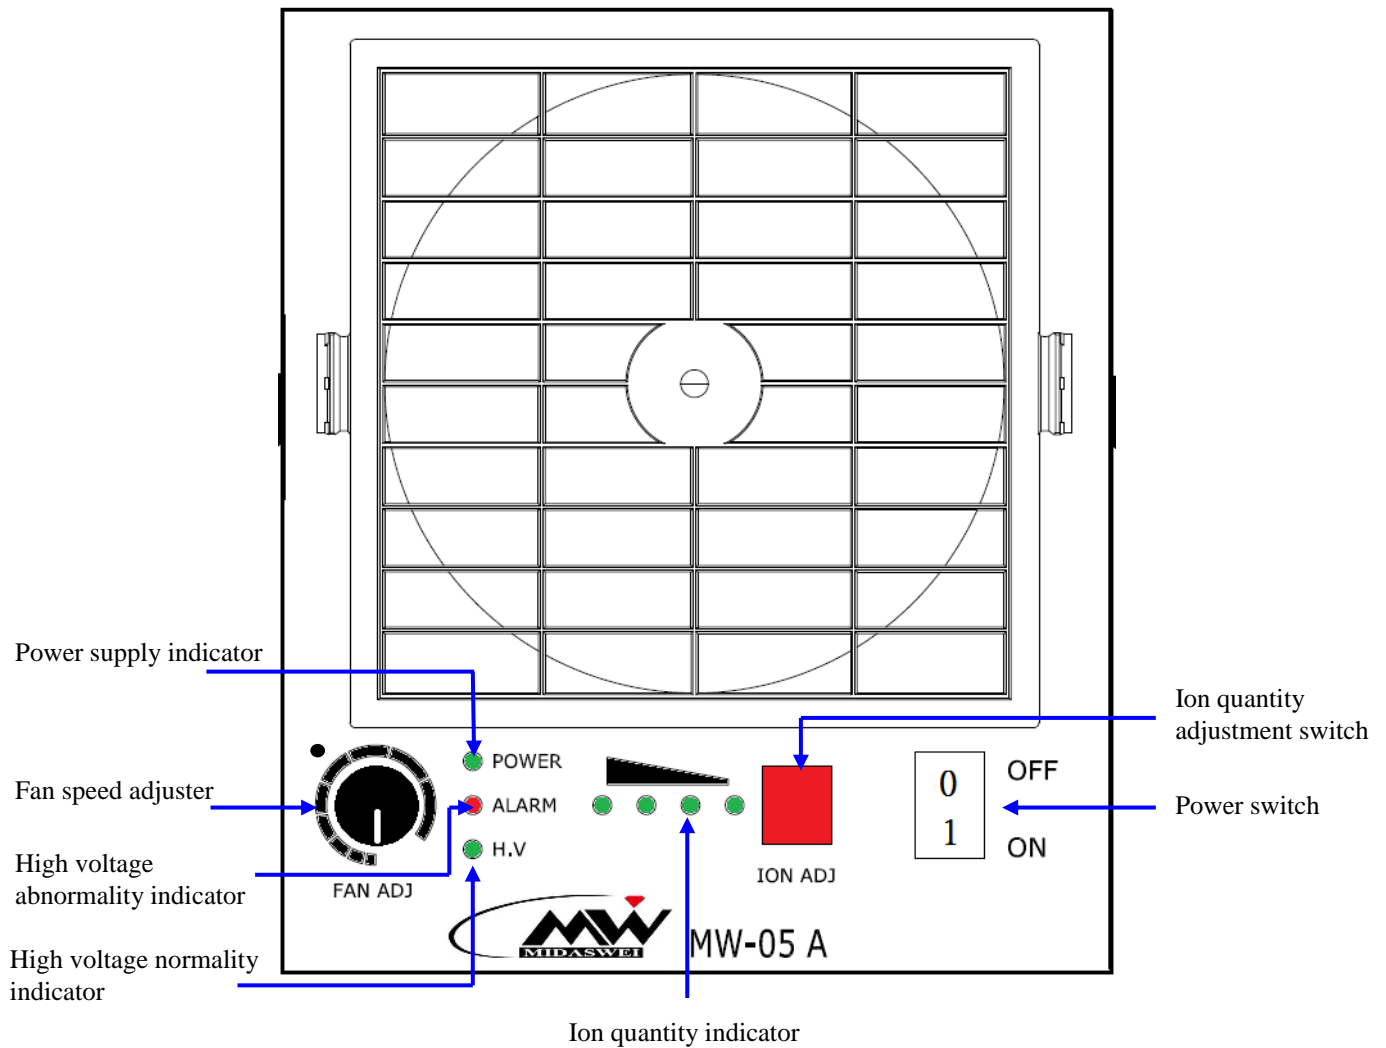 Power supply indicator
Ion quantity
adjustment switch
POWER
0
OFF
Fan speed adjuster
ALARM
Power switch
1
ON
H.V
High voltage
abnormality indicator
FAN ADJ
ION ADJ
MW
MIDASWEI
MW-05 A
High voltage normality
indicator
Ion quantity indicator